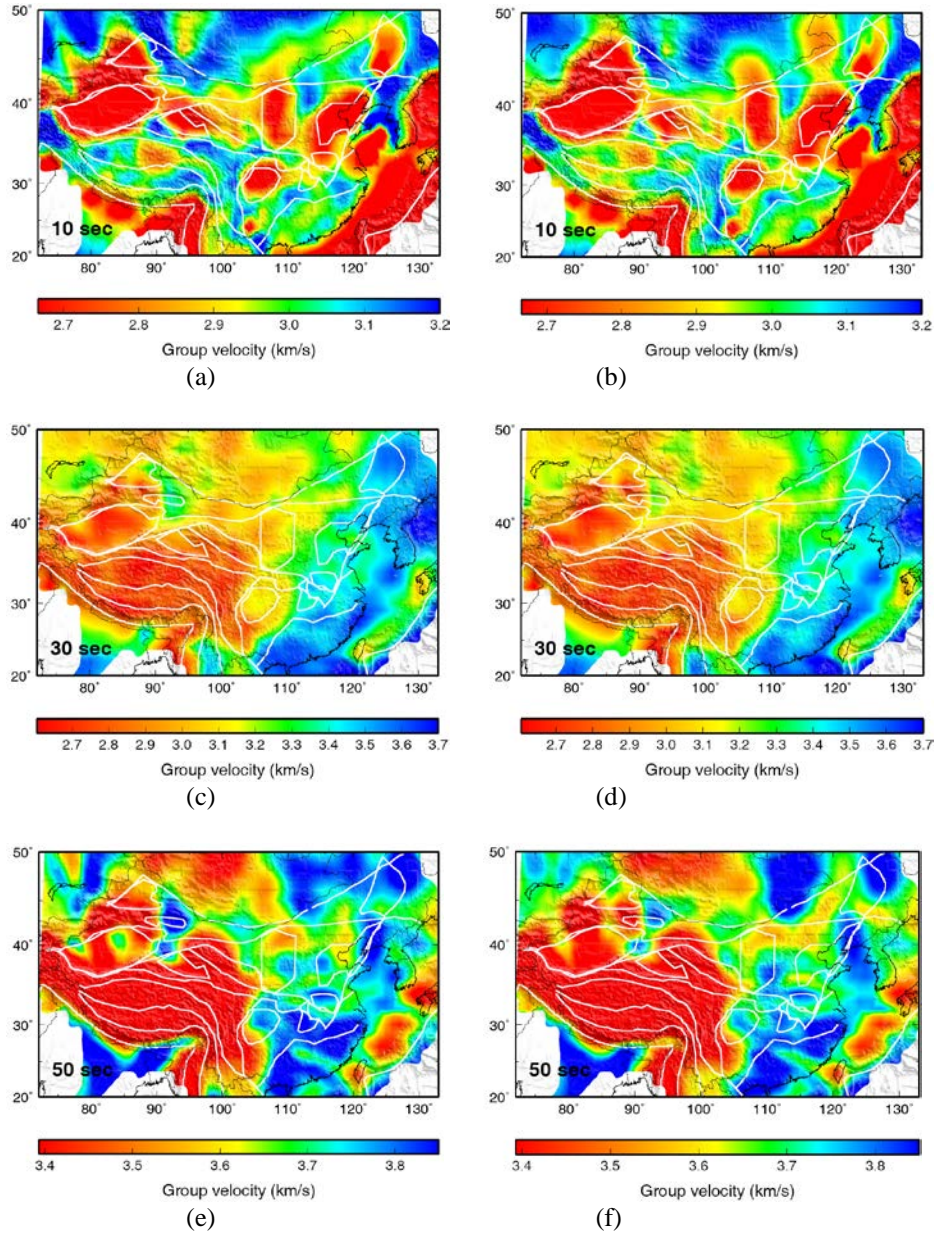 50°
40°
30°
20°
10 sec
80° 90° 100° 110° 120° 130°
2.7 2.8 2.9 3.0 3.1 3.2
Group velocity (km/s)
(a)
50°
40°
30°
20°
10 sec
80° 90° 100° 110° 120° 130°
2.7 2.8 2.9 3.0 3.1 3.2
Group velocity (km/s)
(b)
50°
40°
30°
20°
30 sec
80° 90° 100° 110° 120° 130°
2.7 2.8 2.9 3.0 3.1 3.2 3.3 3.4 3.5 3.6 3.7
Group velocity (km/s)
(c)
50°
40°
30°
20°
30 sec
80° 90° 100° 110° 120° 130°
2.7 2.8 2.9 3.0 3.1 3.2 3.3 3.4 3.5 3.6 3.7
Group velocity (km/s)
(d)
50°
40°
30°
20°
50 sec
80° 90° 100° 110° 120° 130°
3.4 3.5 3.6 3.7 3.8
Group velocity (km/s)
(e)
50°
40°
30°
20°
50 sec
80° 90° 100° 110° 120° 130°
3.4 3.5 3.6 3.7 3.8
Group velocity (km/s)
(f)